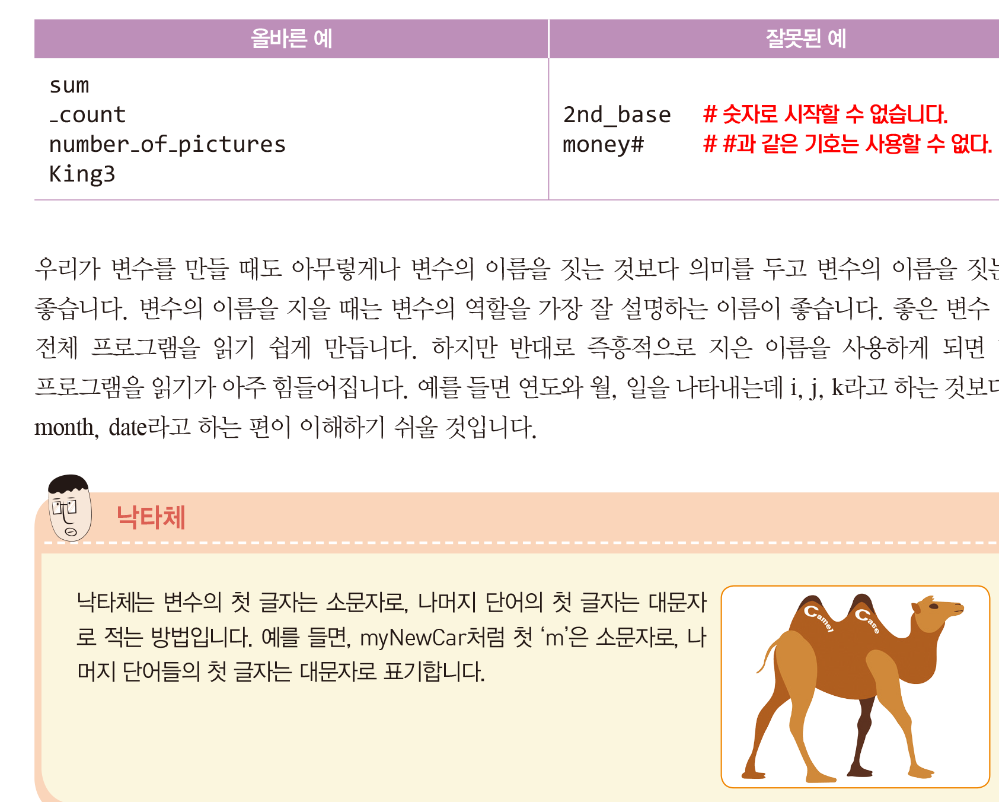 올바른 예 잘못된 예
sum
_count
number_of_pictures
King3
2nd_base # 숫자로 시작할 수 없습니다.
money# # #과 같은 기호는 사용할 수 없다.
우리가 변수를 만들 때도 아무렇게나 변수의 이름을 짓는 것보다 의미를 두고 변수의 이름을
좋습니다. 변수의 이름을 지을 때는 변수의 역할을 가장 잘 설명하는 이름이 좋습니다. 좋은 변수
전체 프로그램을 읽기 쉽게 만듭니다. 하지만 반대로 즉흥적으로 지은 이름을 사용하게 되면
프로그램을 읽기가 아주 힘들어집니다. 예를 들면 연도와 월, 일을 나타내는데 i, j, k라고 하는
month, date라고 하는 편이 이해하기 쉬울 것입니다.
낙타체
낙타체는 변수의 첫 글자는 소문자로, 나머지 단어의 첫 글자는 대문자
로 적는 방법입니다. 예를 들면, myNewCar처럼 첫 ‘m’은 소문자로, 나
머지 단어들의 첫 글자는 대문자로 표기합니다.
Camel Case